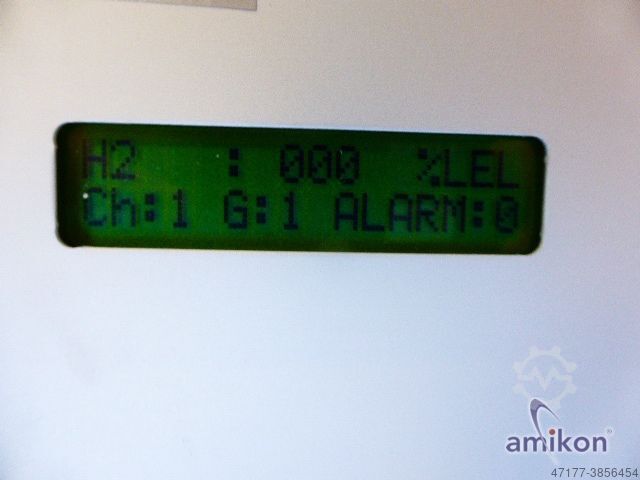 H2 : 000 %LEL
Ch:1 G:1 ALARM:0
amikon®
47177-3856454